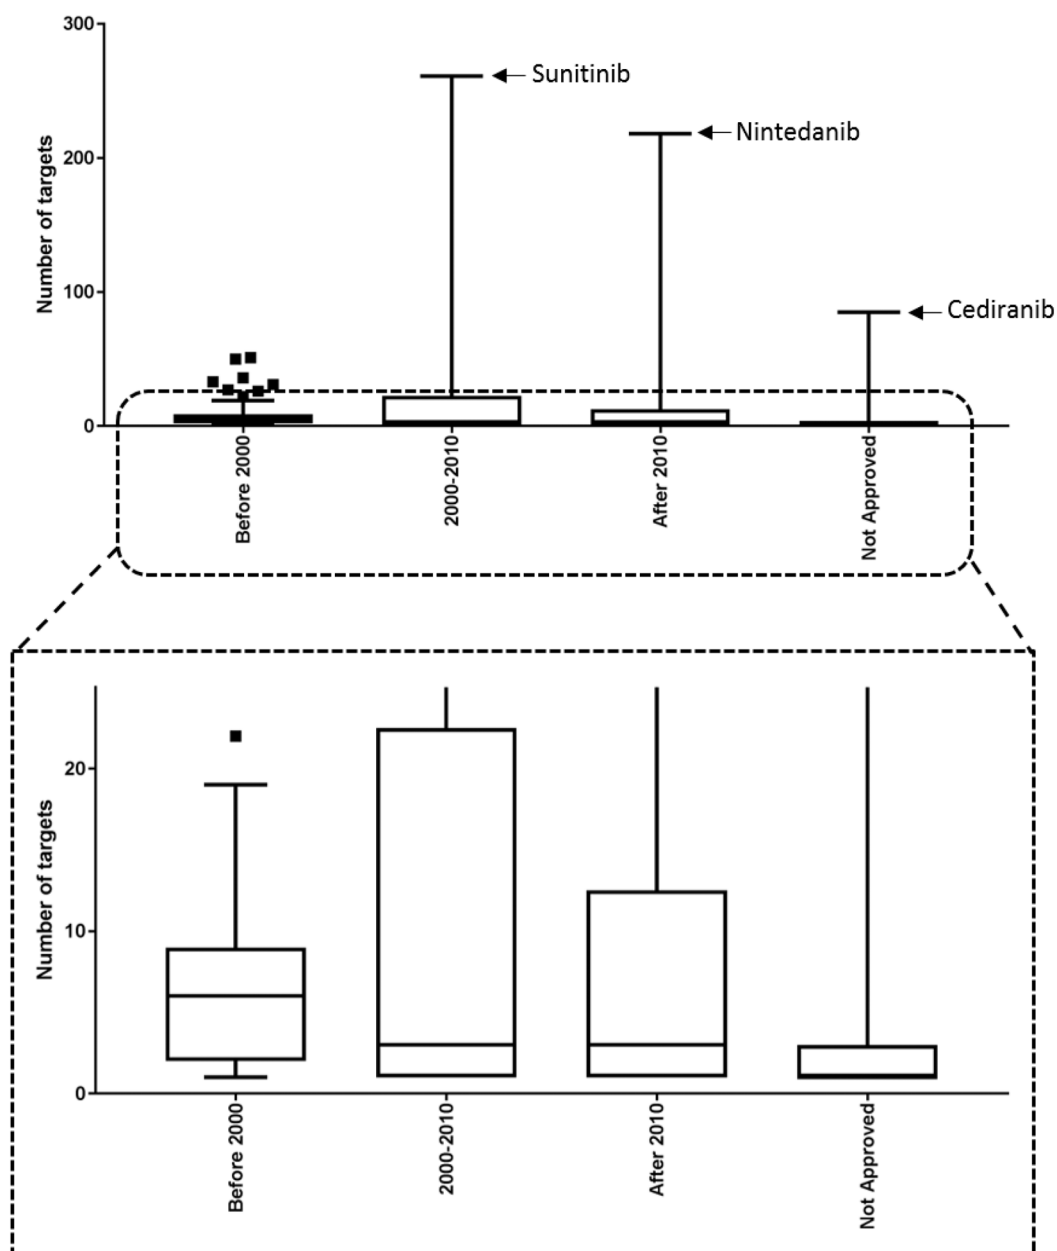 300
Sunitinib
Nintedanib
200
Number of targets
100
Cediranib
0
Before 2000
2000-2010
After 2010
Not Approved
20
Number of targets
10
0
Before 2000
2000-2010
After 2010
Not Approved